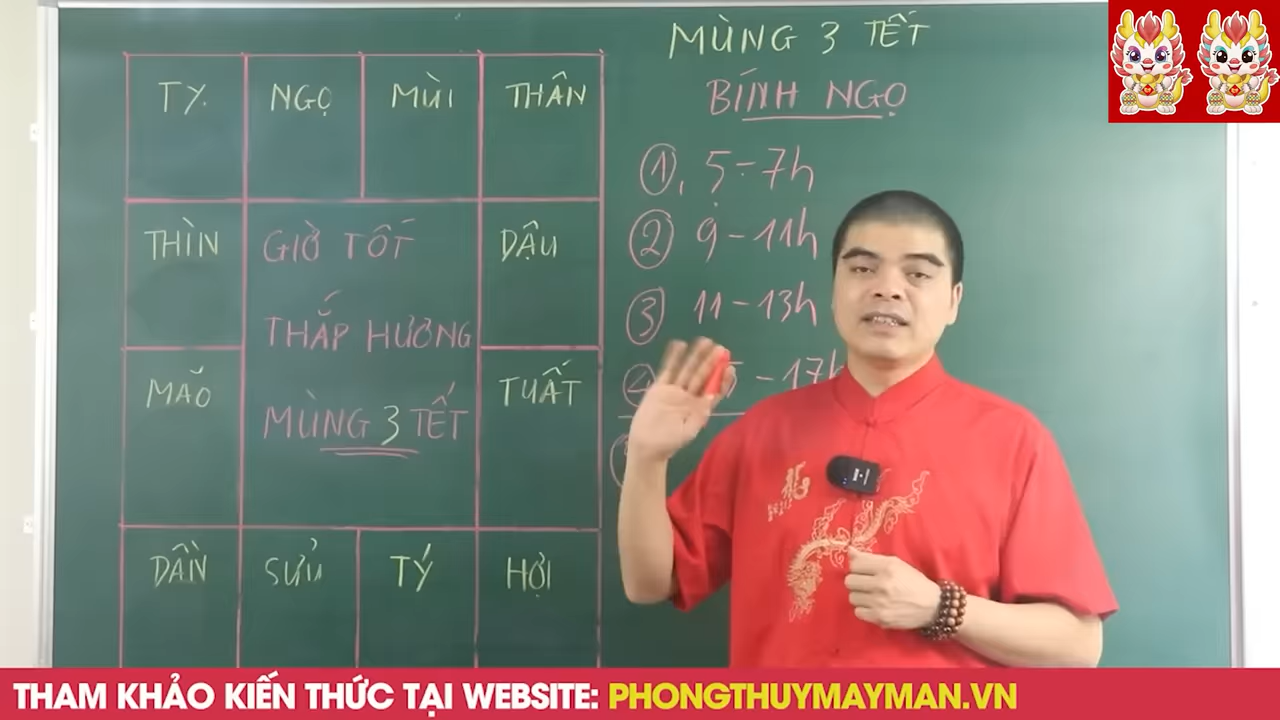 MÙNG 3 TẾT
BÍNH NGỌ
TỴ NGỌ MÙI THÂN
THÌN DẬU
MÃO TUẤT
DẦN SỬU TÝ HỢI
GIỜ TỐT
THẮP HƯƠNG
MÙNG 3 TẾT
1. 5-7h
2 9-11h
3 11-13h
THAM KHẢO KIẾN THỨC TẠI WEBSITE: PHONGTHUYMAYMAN.VN